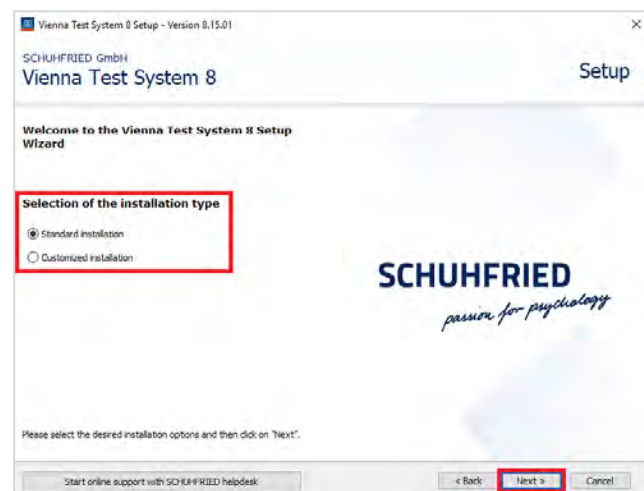 Vienna Test System 8 Setup - Version 8.15.01
SCHUHFRIED GmbH
Vienna Test System 8
Setup
Welcome to the Vienna Test System 8 Setup
Wizard
Selection of the installation type
Standard installation
Customized installation
SCHUHFRIED
passion for psychology
Please select the desired installation options and then click on "Next".
Start online support with SCHUHFRIED helpdesk
< Back
Next >
Cancel